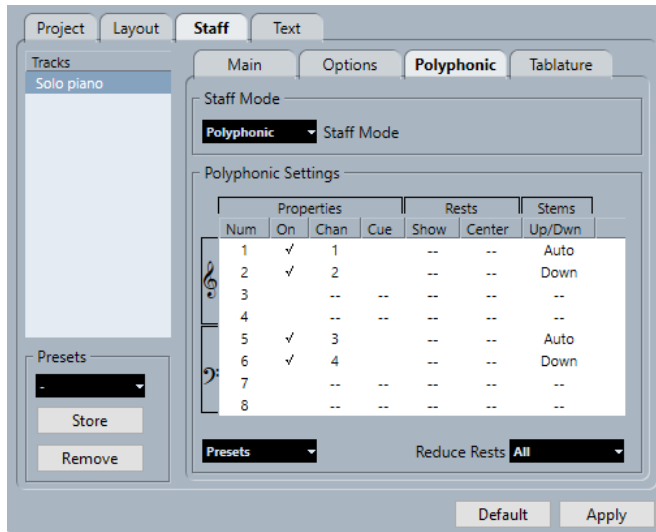 Project Layout Staff Text
Tracks
Solo piano
Main Options Polyphonic Tablature
Staff Mode
Polyphonic Staff Mode
Polyphonic Settings
Properties Rests Stems
Num On Chan Cue Show Center Up/Dwn
1 √ 1 -- -- Auto
2 √ 2 -- -- Down
3 -- -- -- -- --
4 -- -- -- -- --
5 √ 3 -- -- Auto
6 √ 4 -- -- Down
7 -- -- -- -- --
8 -- -- -- -- --
Presets
-
Store
Remove
Presets Reduce Rests All
Default Apply